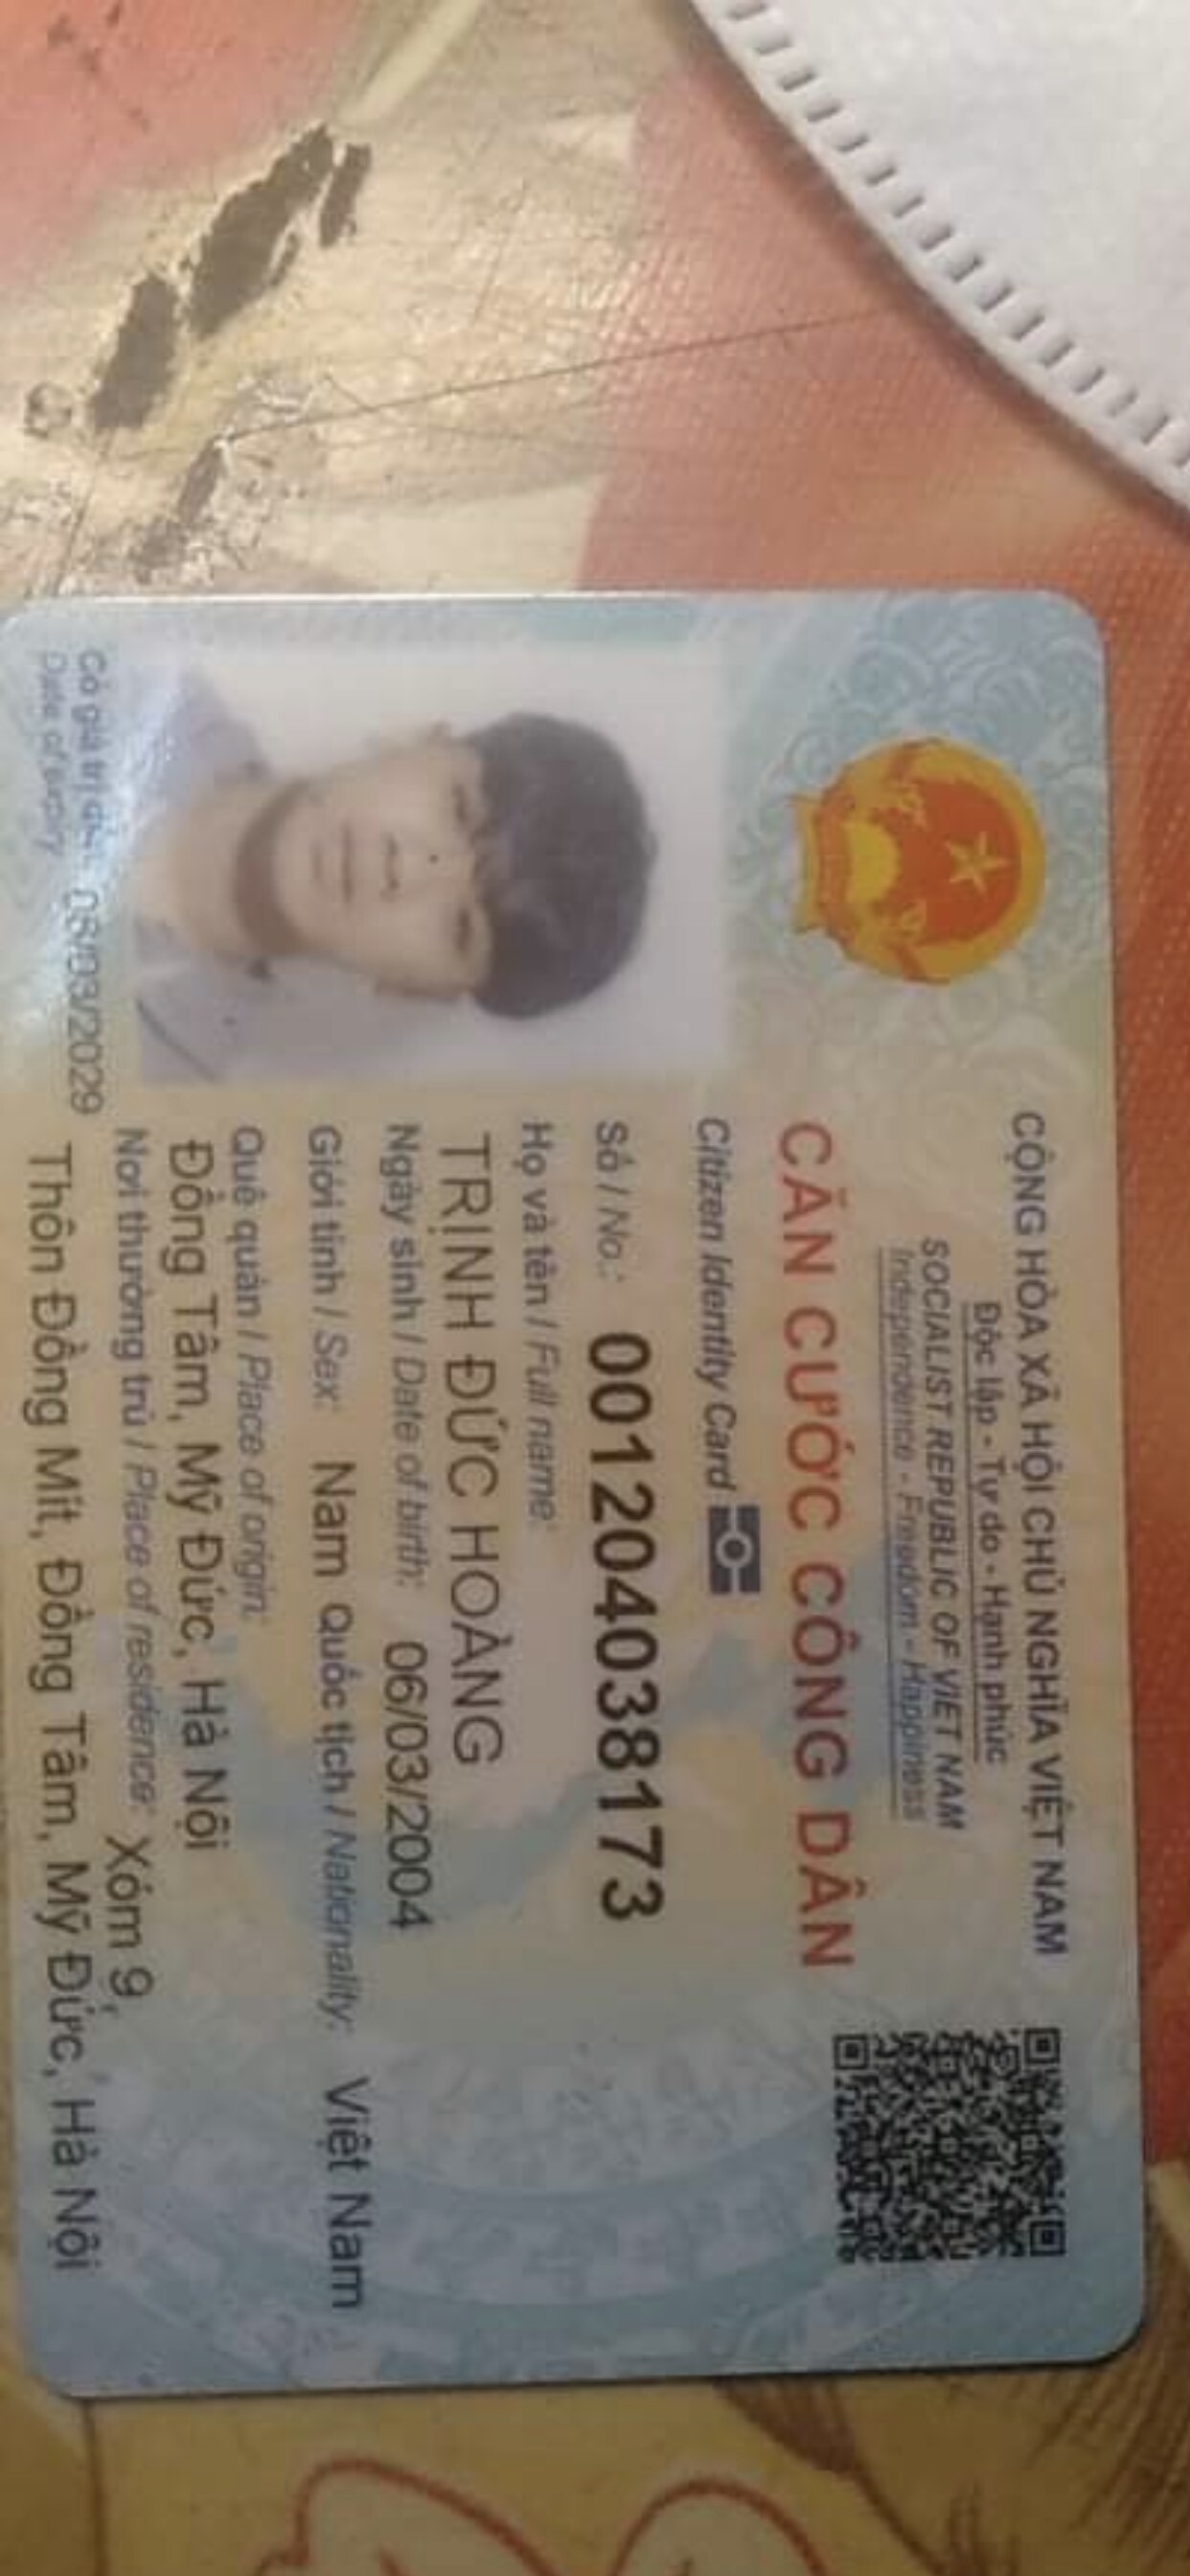 CỘNG HÒA XÃ HỘI CHỦ NGHĨA VIỆT NAM
Độc lập - Tự do - Hạnh phúc
SOCIALIST REPUBLIC OF VIET NAM
Independence - Freedom - Happiness
CĂN CƯỚC CÔNG DÂN
Citizen Identity Card
Số / No.: 001204038173
Họ và tên / Full name:
TRỊNH ĐỨC HOÀNG
Ngày sinh / Date of birth: 06/03/2004
Giới tính / Sex: Nam Quốc tịch / Nationality: Việt Nam
Quê quán / Place of origin:
Đồng Tâm, Mỹ Đức, Hà Nội
Nơi thường trú / Place of residence: Xóm 9,
Thôn Đồng Mít, Đồng Tâm, Mỹ Đức, Hà Nội
Có giá trị đến: 06/03/2029
Date of expiry